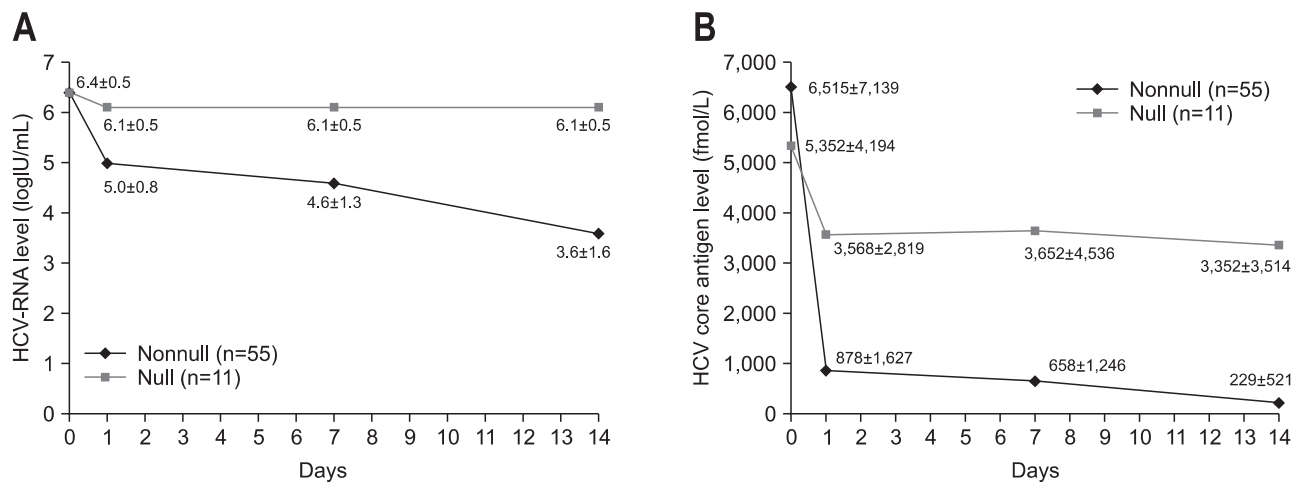 A
HCV-RNA level (logIU/mL)
7
6
5
4
3
2
1
0
6.4±0.5
6.1±0.5
6.1±0.5
6.1±0.5
5.0±0.8
4.6±1.3
3.6±1.6
Nonnull (n=55)
Null (n=11)
0 1 2 3 4 5 6 7 8 9 10 11 12 13 14
Days
B
HCV core antigen level (fmol/L)
7,000
6,000
5,000
4,000
3,000
2,000
1,000
0
6,515±7,139
Nonnull (n=55)
Null (n=11)
5,352±4,194
3,568±2,819
3,652±4,536
3,352±3,514
878±1,627
658±1,246
229±521
0 1 2 3 4 5 6 7 8 9 10 11 12 13 14
Days